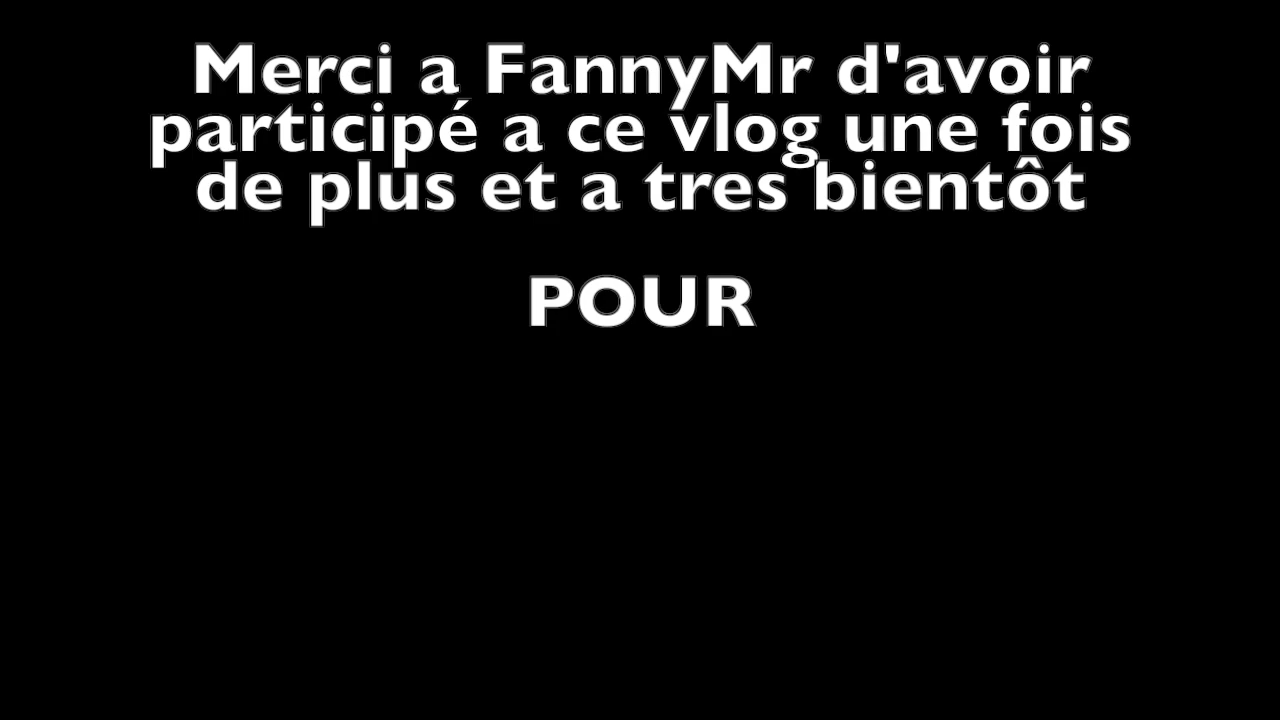 Merci a FannyMr d'avoir
participé a ce vlog une fois
de plus et a tres bientôt
POUR